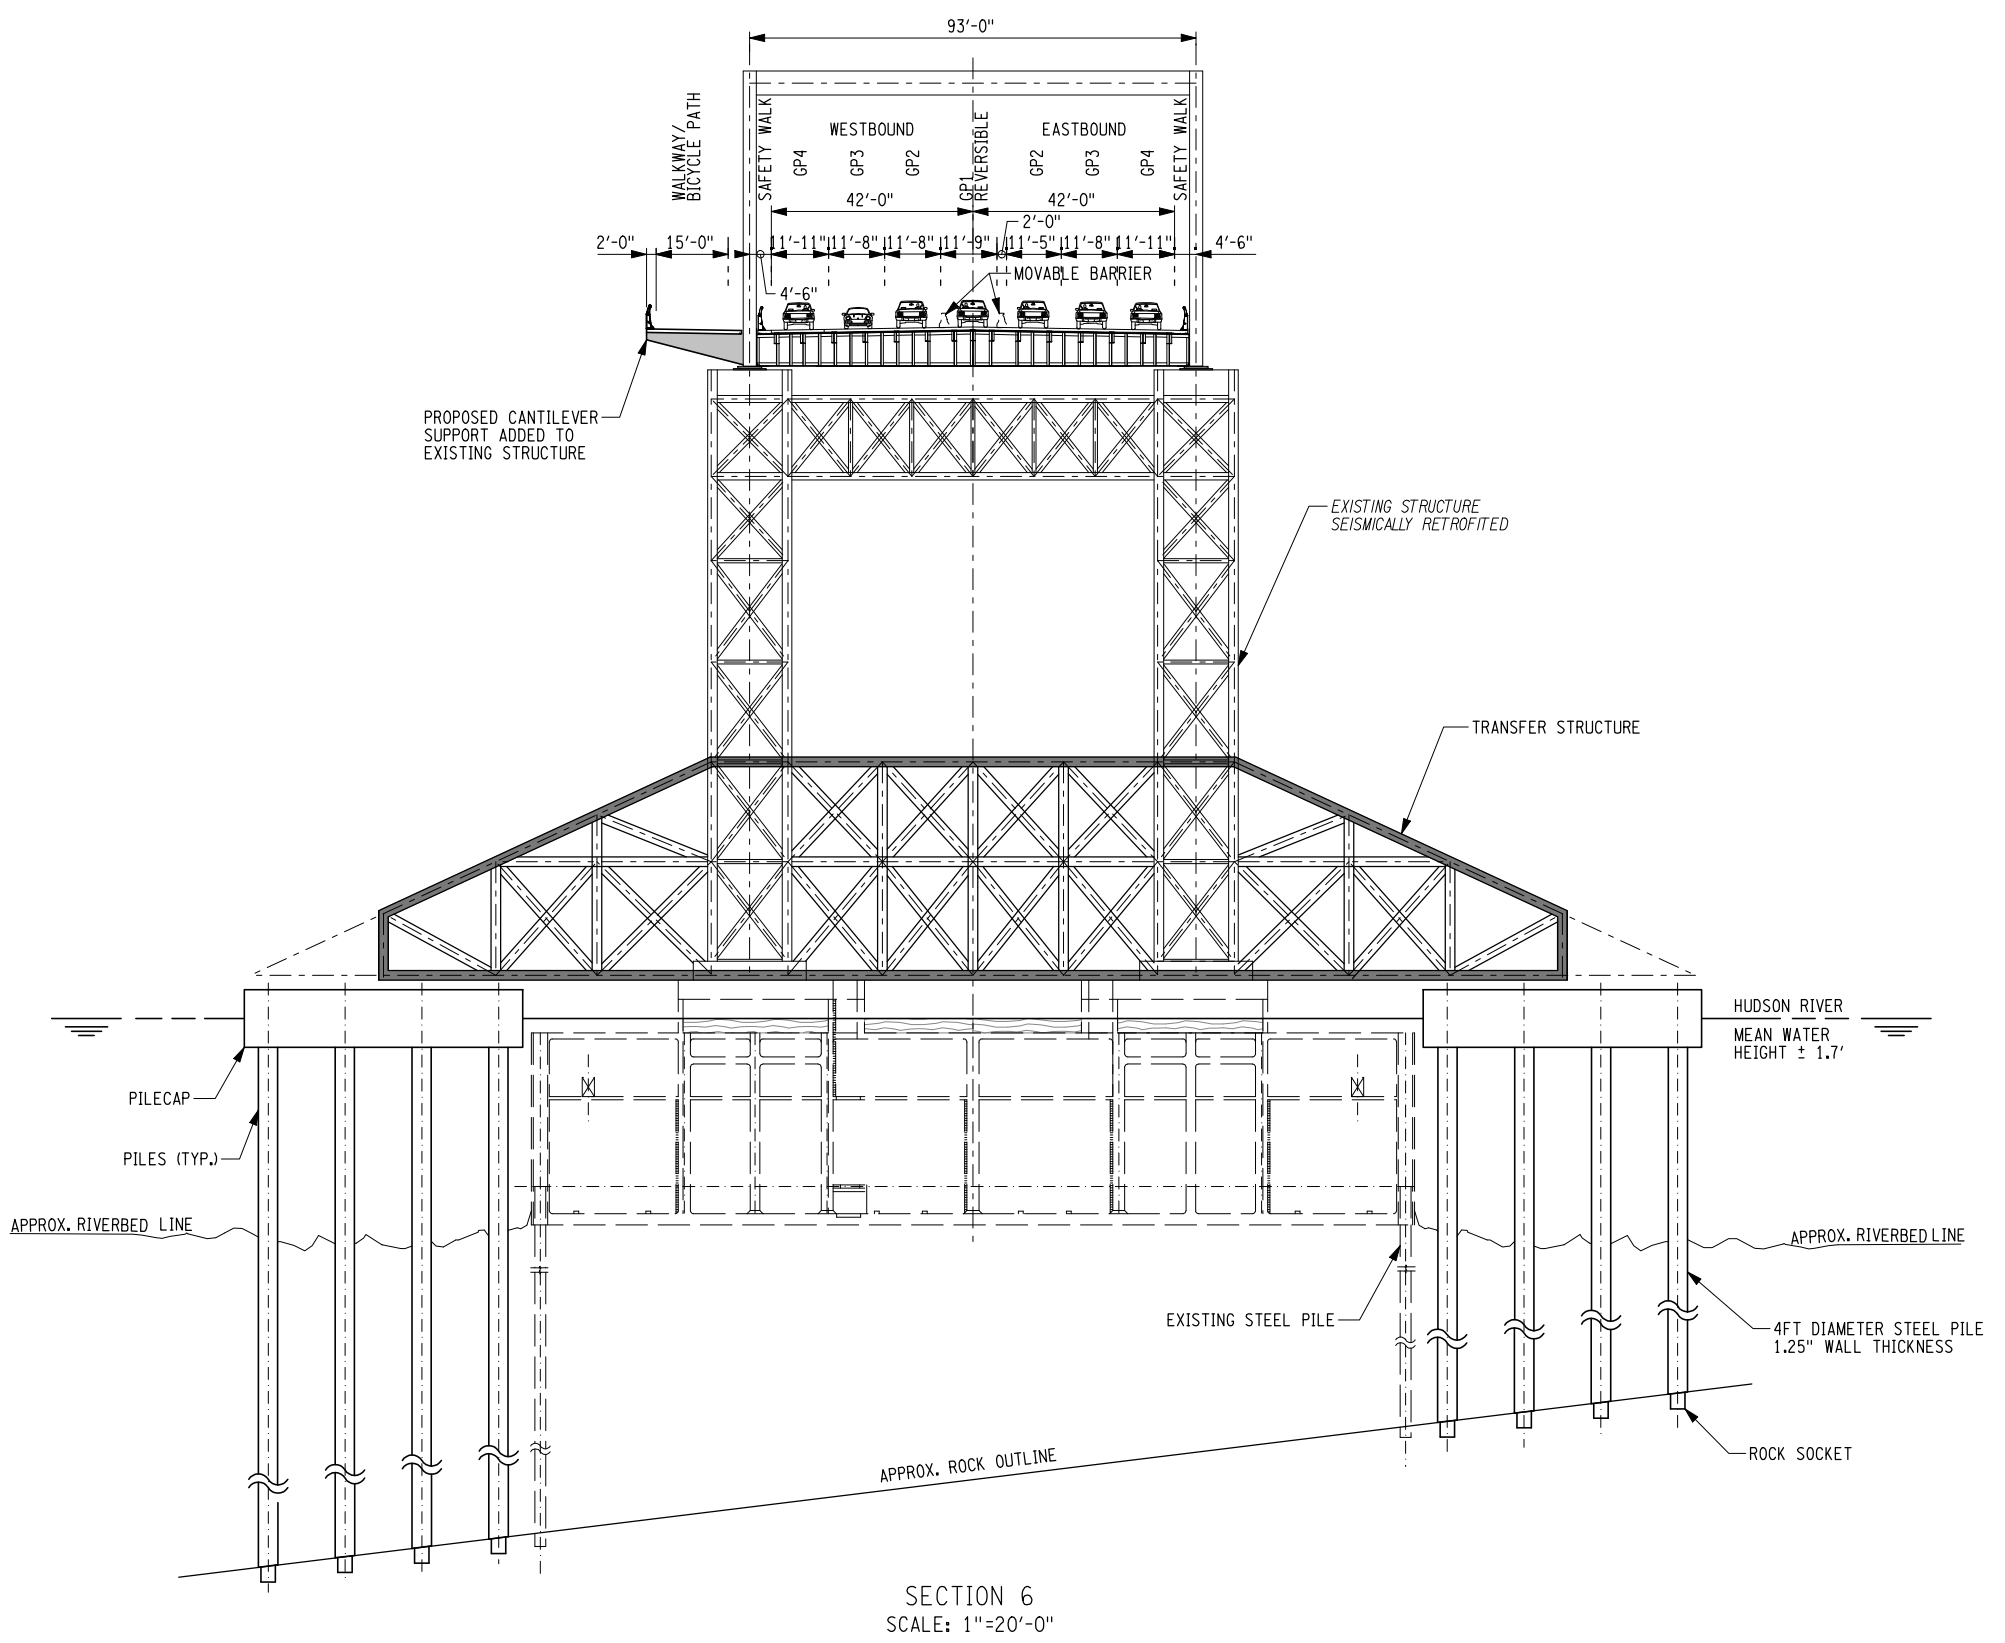 93'-0"
WALKWAY/
BICYCLE PATH
SAFETY WALK
WESTBOUND
GP4
GP3
GP2
GP1
REVERSIBLE
EASTBOUND
GP2
GP3
GP4
SAFETY WALK
42'-0"
42'-0"
2'-0"
2'-0"
15'-0"
11'-11"
11'-8"
11'-8"
11'-9"
11'-5"
11'-8"
11'-11"
4'-6"
4'-6"
MOVABLE BARRIER
PROPOSED CANTILEVER
SUPPORT ADDED TO
EXISTING STRUCTURE
EXISTING STRUCTURE
SEISMICALLY RETROFITED
TRANSFER STRUCTURE
HUDSON RIVER
MEAN WATER
HEIGHT ± 1.7'
PILECAP
PILES (TYP.)
APPROX. RIVERBED LINE
APPROX. RIVERBED LINE
EXISTING STEEL PILE
4FT DIAMETER STEEL PILE
1.25" WALL THICKNESS
APPROX. ROCK OUTLINE
ROCK SOCKET
SECTION 6
SCALE: 1"=20'-0"